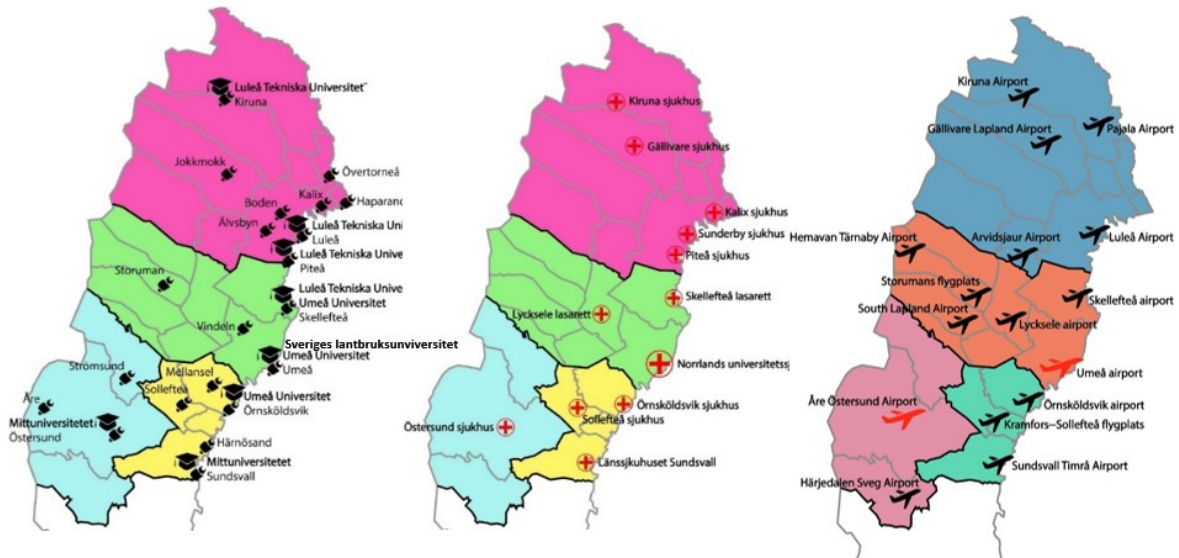 Luleå Tekniska Universitet
Kiruna
Jokkmokk
Övertorneå
Kalix
Boden
Haparand
Älvsbyn
Luleå Tekniska Uni
Luleå
Luleå Tekniska Unive
Piteå
Storuman
Luleå Tekniska Unive
Umeå Universitet
Skellefteå
Vindeln
Sveriges lantbruksunviversitet
Umeå Universitet
Umeå
Strömsund
Mellansel
Sollefteå
Umeå Universitet
Örnsköldsvik
Åre
Mittuniversitetet
Östersund
Härnösand
Mittuniversitetet
Sundsvall
Kiruna sjukhus
Gällivare sjukhus
Kalix sjukhus
Sunderby sjukhus
Piteå sjukhus
Skellefteå lasarett
Lycksele lasarett
Norrlands universitetssj
Örnsköldsvik sjukhus
Sollefteå sjukhus
Östersund sjukhus
Länssjkuhuset Sundsvall
Kiruna Airport
Gällivare Lapland Airport
Pajala Airport
Luleå Airport
Hemavan Tärnaby Airport
Arvidsjaur Airport
Storumans flygplats
Skellefteå airport
South Lapland Airport
Lycksele airport
Umeå airport
Åre Östersund Airport
Örnsköldsvik airport
Kramfors–Sollefteå flygplats
Sundsvall Timrå Airport
Härjedalen Sveg Airport